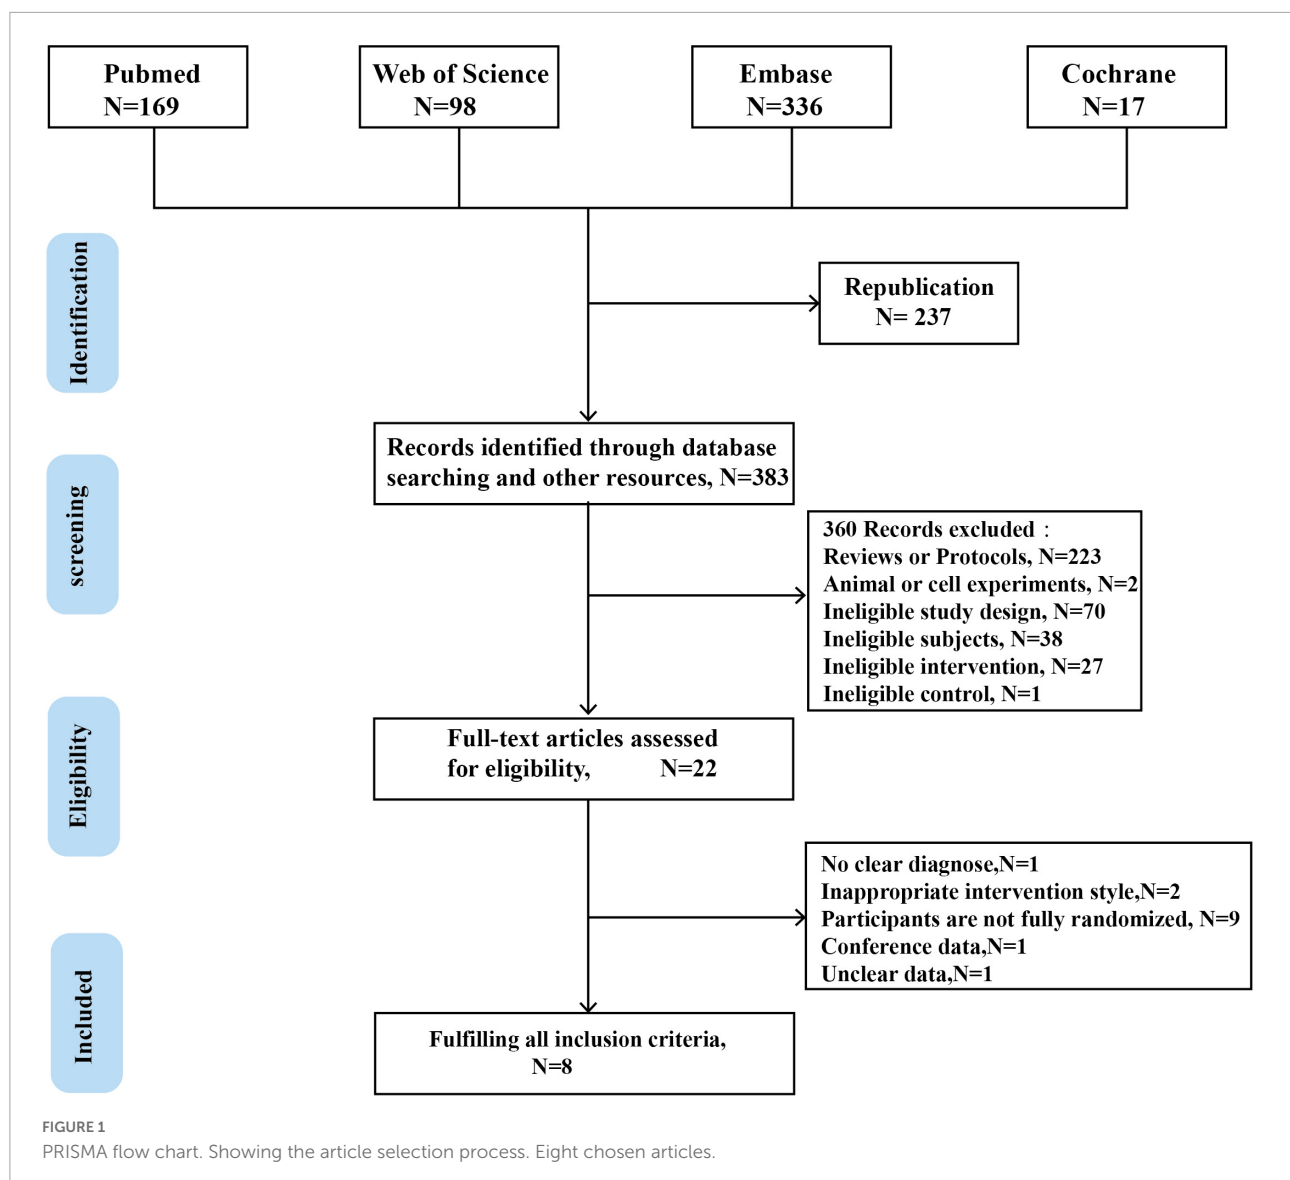 Pubmed
N=169
Web of Science
N=98
Embase
N=336
Cochrane
N=17
Identification
Republication
N= 237
Records identified through database
searching and other resources, N=383
screening
360 Records excluded :
Reviews or Protocols, N=223
Animal or cell experiments, N=2
Ineligible study design, N=70
Ineligible subjects, N=38
Ineligible intervention, N=27
Ineligible control, N=1
Full-text articles assessed
for eligibility, N=22
Eligibility
No clear diagnose,N=1
Inappropriate intervention style,N=2
Participants are not fully randomized, N=9
Conference data,N=1
Unclear data,N=1
Included
Fulfilling all inclusion criteria,
N=8
FIGURE 1
PRISMA flow chart. Showing the article selection process. Eight chosen articles.